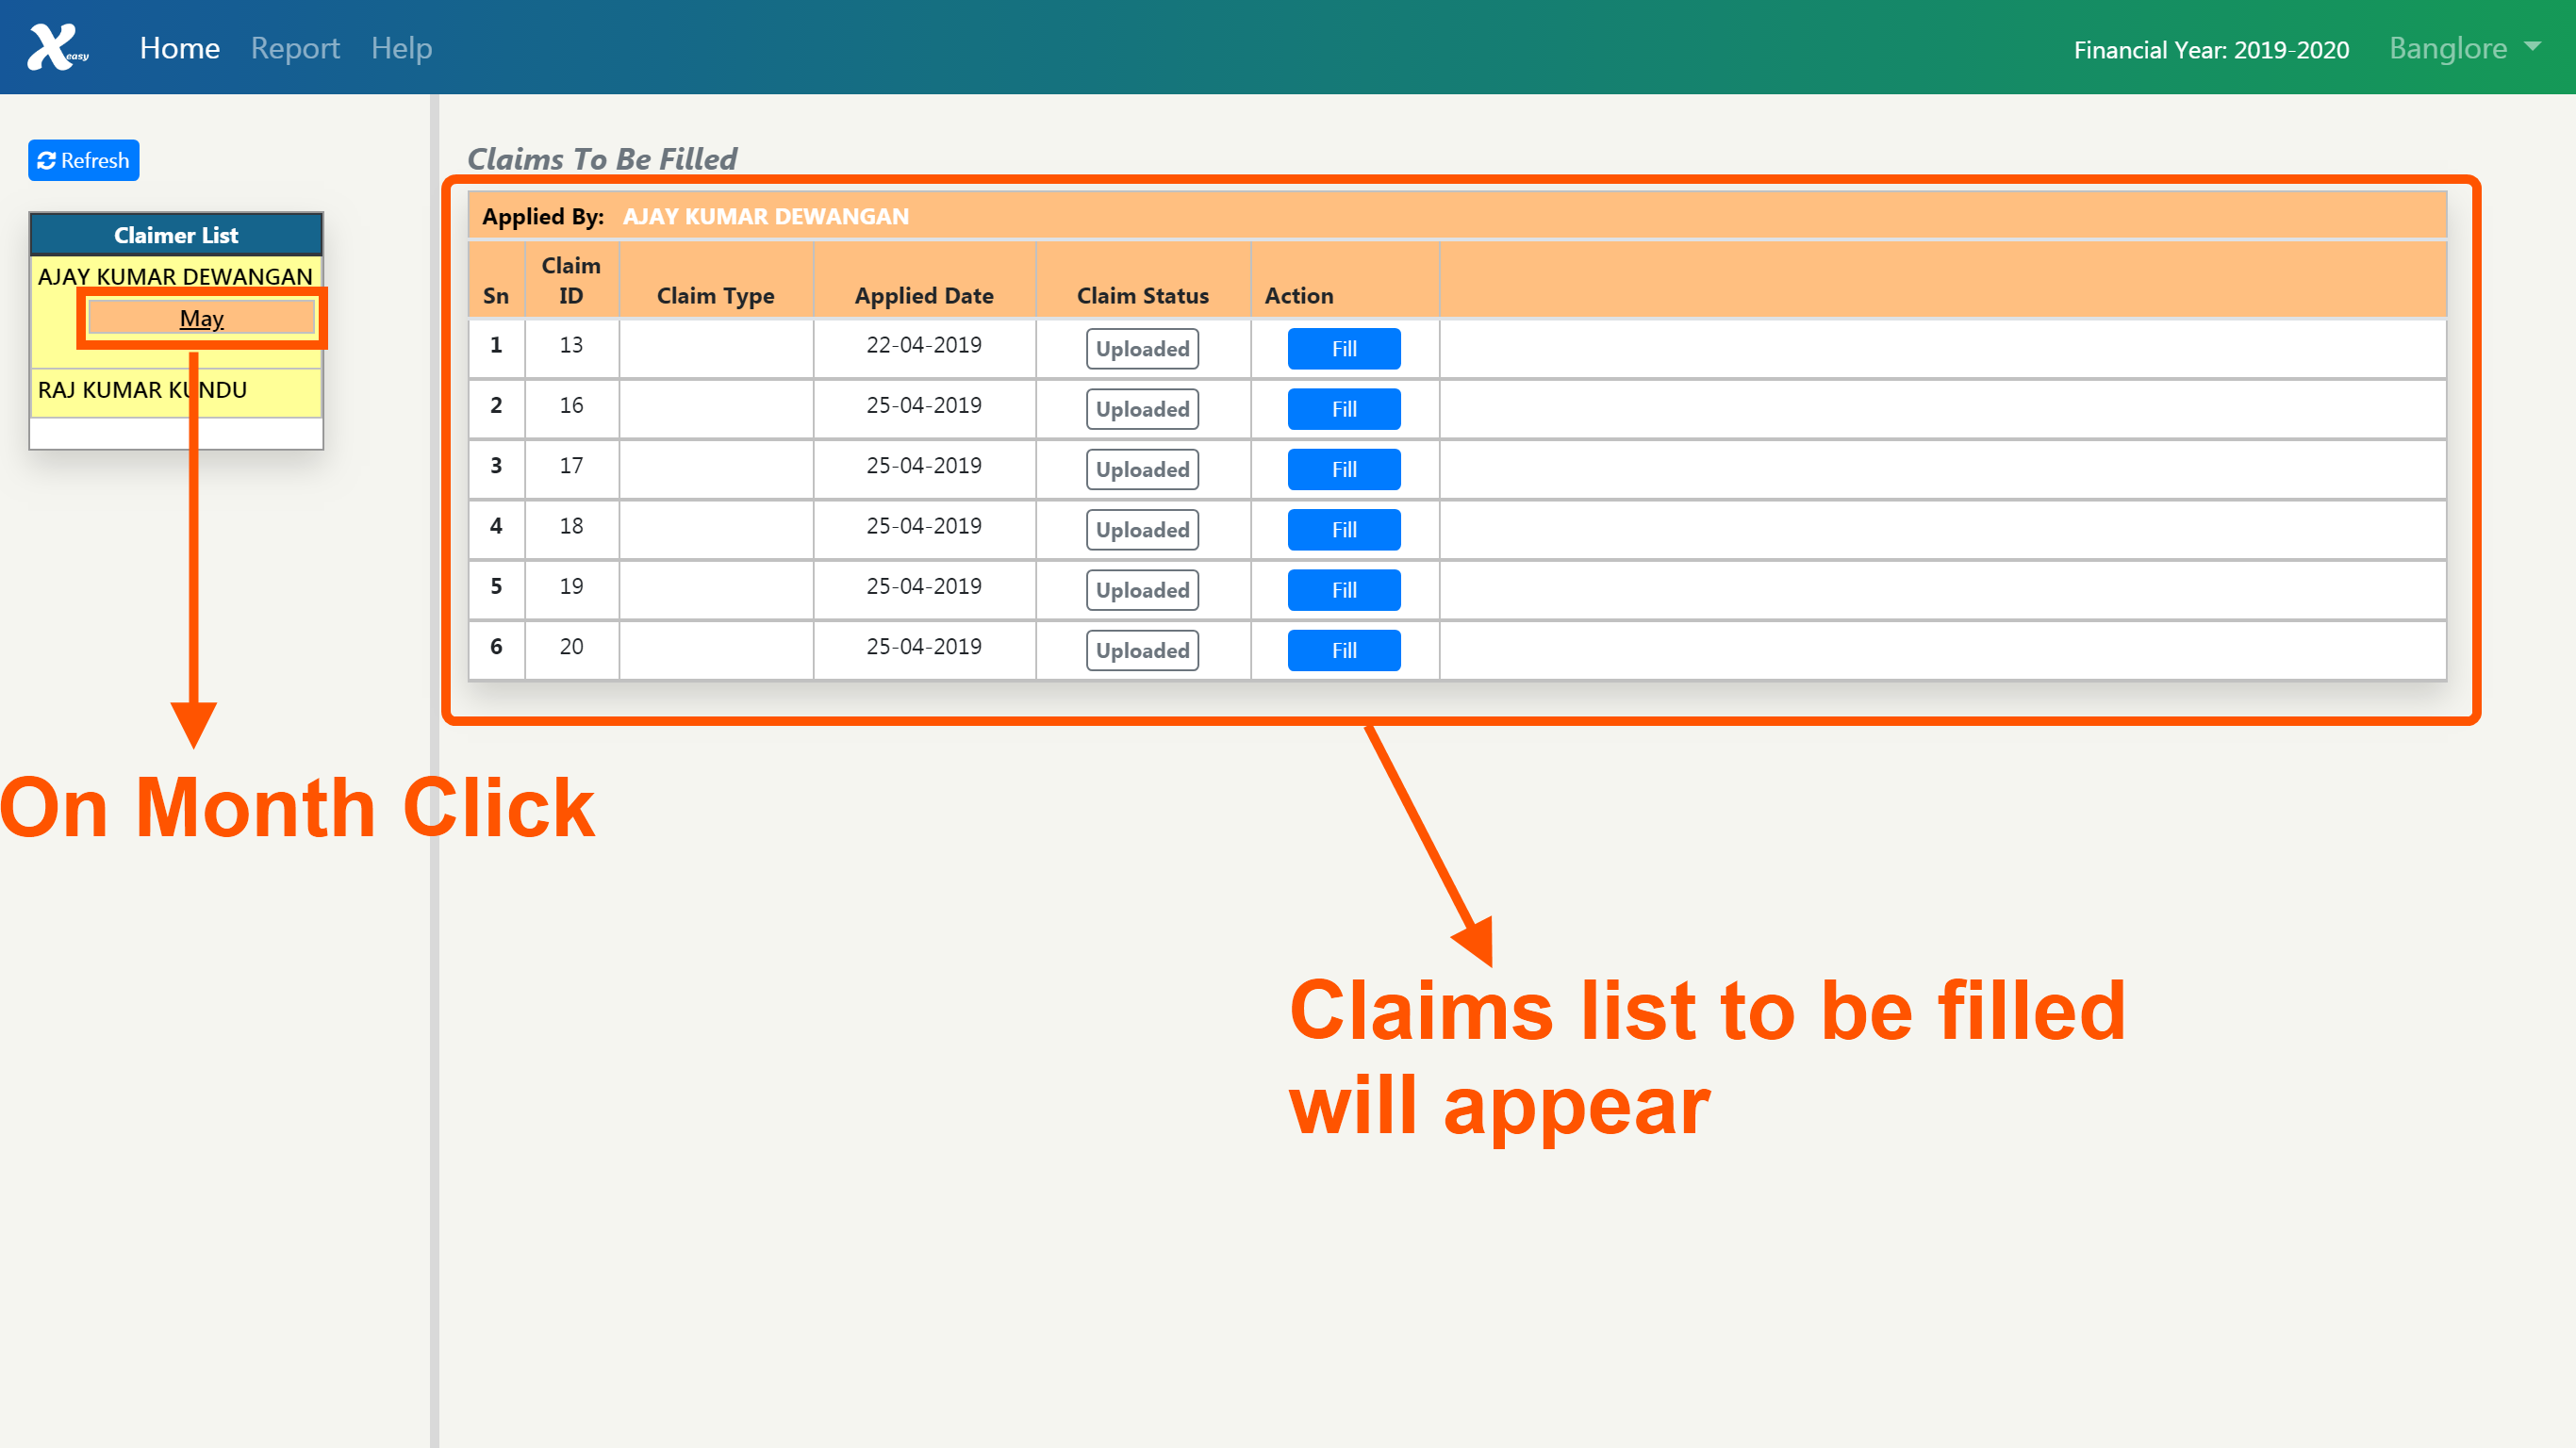 X easy Home Report Help Financial Year: 2019-2020 Banglore
Refresh
Claimer List
AJAY KUMAR DEWANGAN
May
RAJ KUMAR KUNDU
On Month Click
Claims To Be Filled
Applied By: AJAY KUMAR DEWANGAN
Sn Claim ID Claim Type Applied Date Claim Status Action
1 13 22-04-2019 Uploaded Fill
2 16 25-04-2019 Uploaded Fill
3 17 25-04-2019 Uploaded Fill
4 18 25-04-2019 Uploaded Fill
5 19 25-04-2019 Uploaded Fill
6 20 25-04-2019 Uploaded Fill
Claims list to be filled
will appear